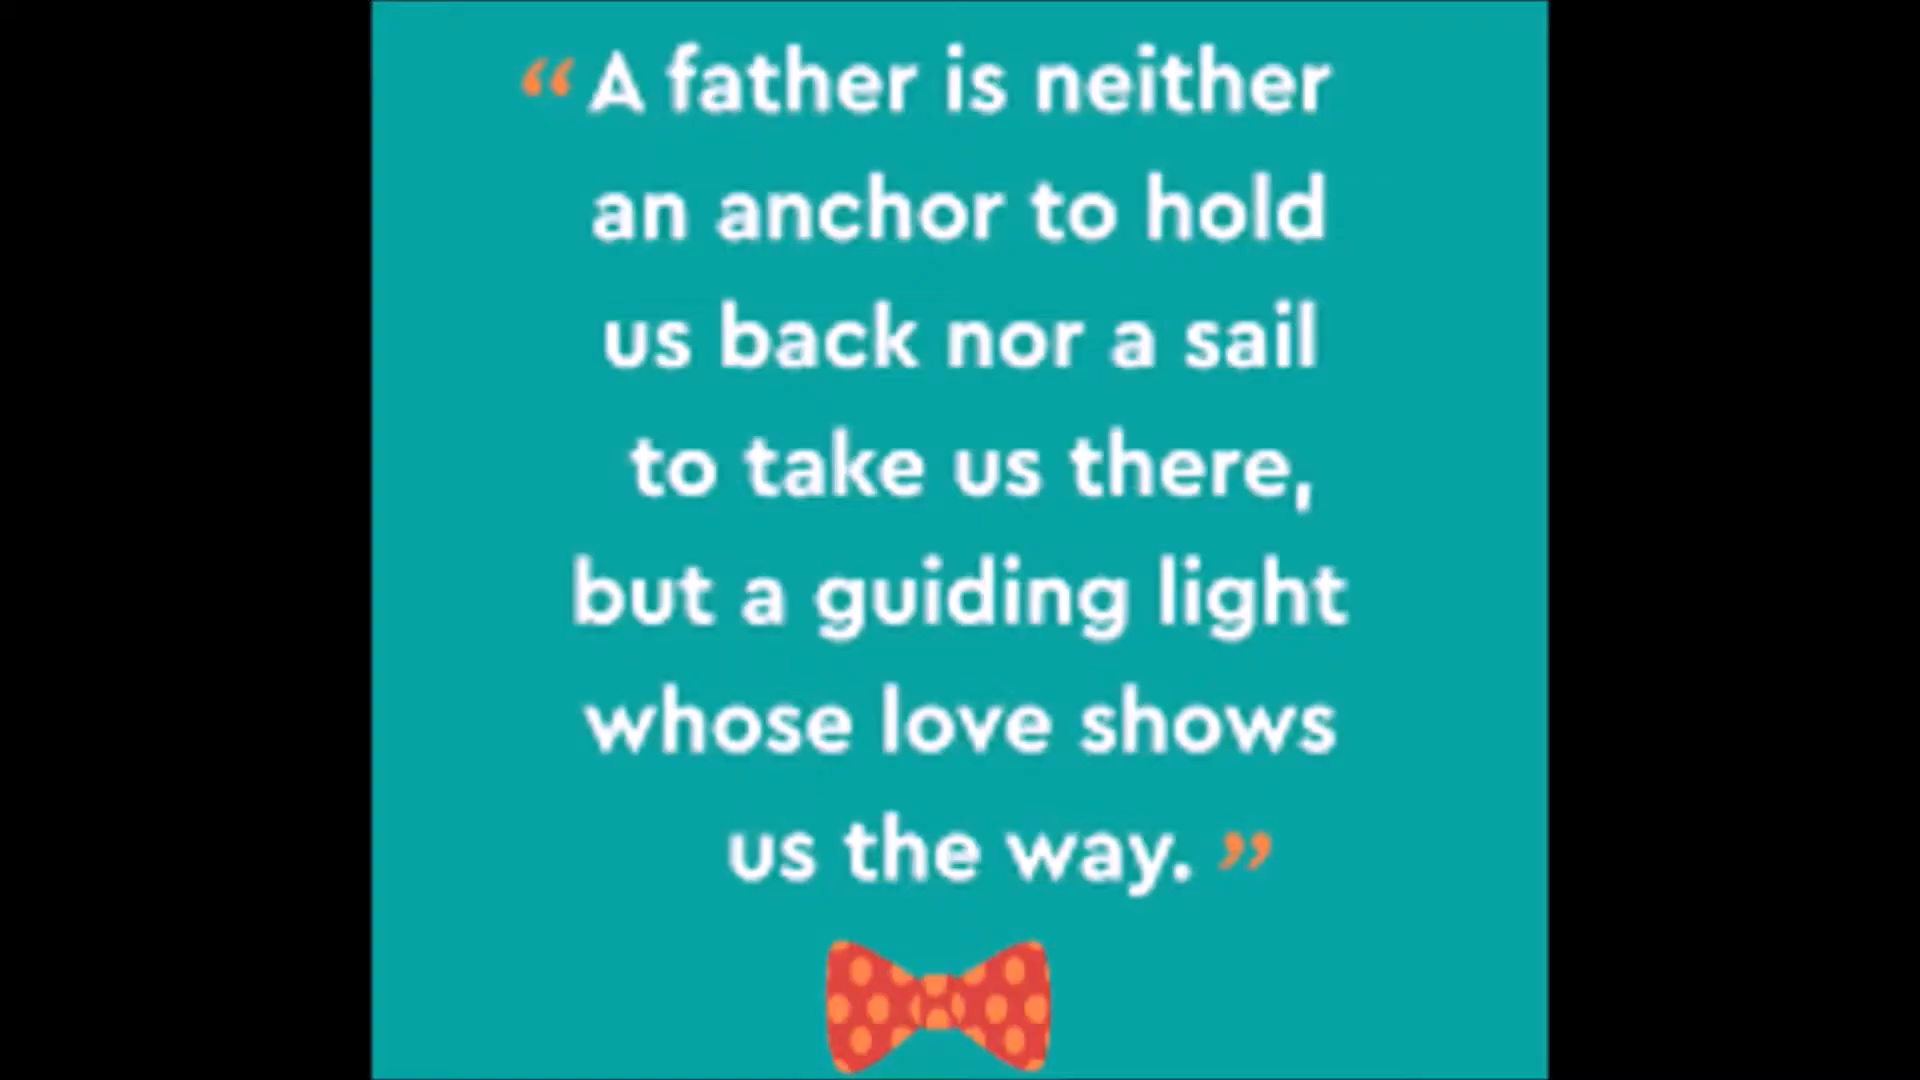 “A father is neither
an anchor to hold
us back nor a sail
to take us there,
but a guiding light
whose love shows
us the way.”